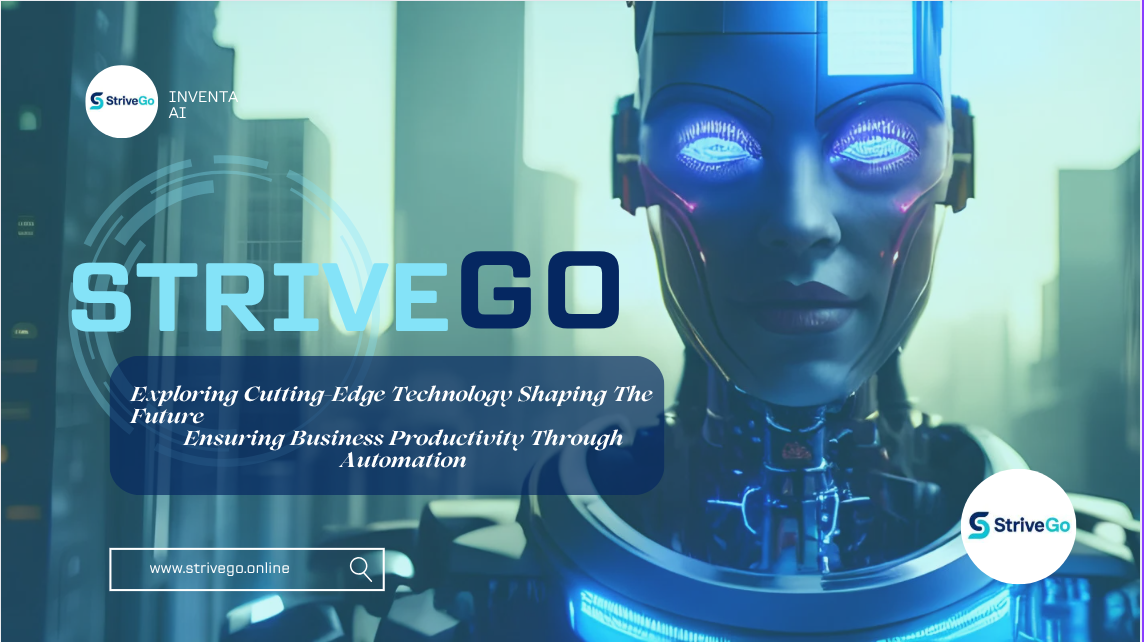 StriveGo
INVENTA
AI
STRIVEGO
Exploring Cutting-Edge Technology Shaping The
Future
Ensuring Business Productivity Through
Automation
www.strivego.online
StriveGo